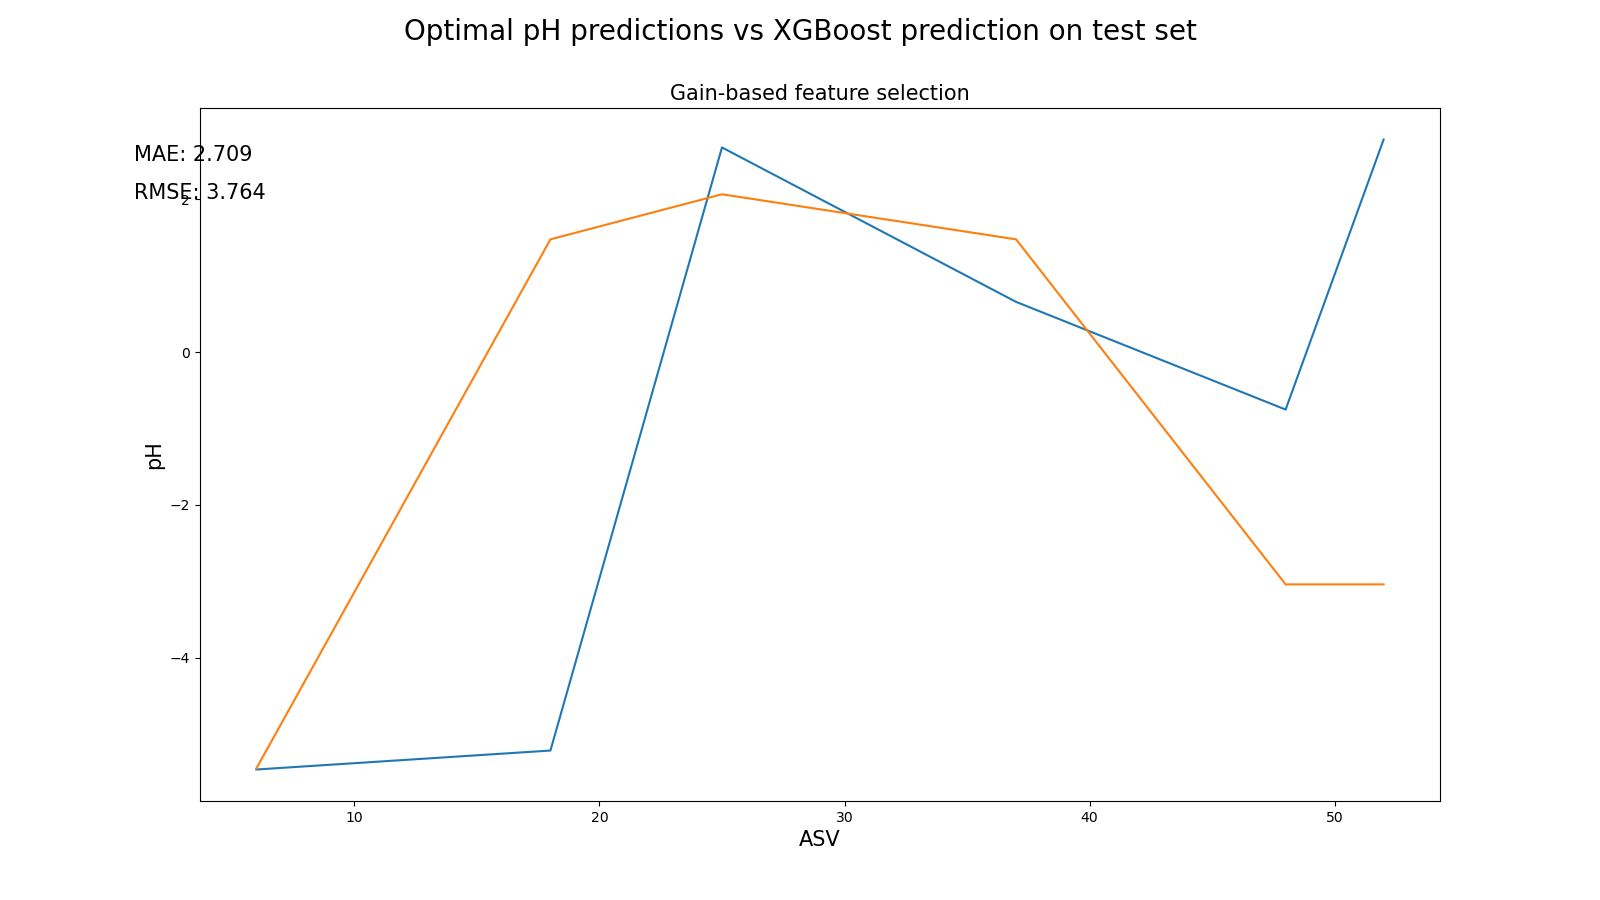 Optimal pH predictions vs XGBoost prediction on test set
Gain-based feature selection
MAE: 2.709
RMSE: 3.764
2
0
−2
−4
pH
10 20 30 40 50
ASV